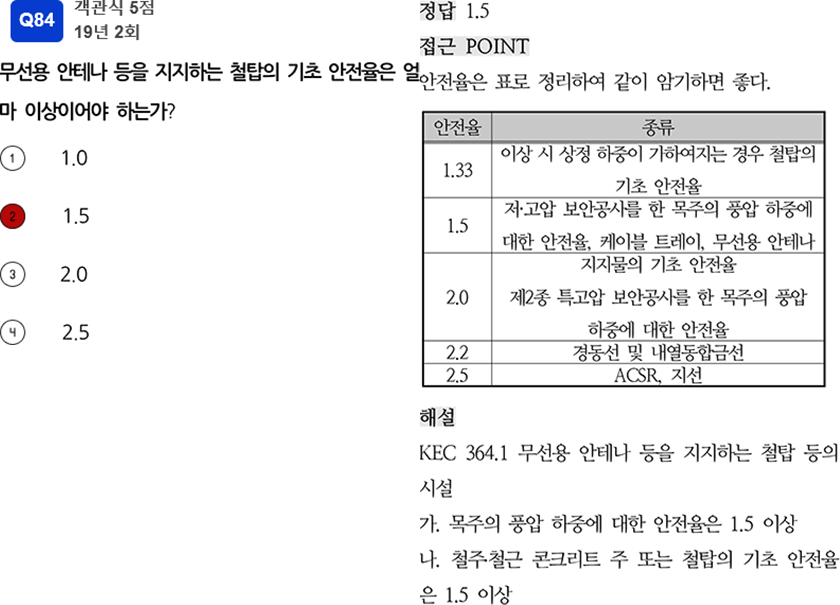 Q84
객관식 5점
19년 2회
무선용 안테나 등을 지지하는 철탑의 기초 안전율은 얼
마 이상이어야 하는가?
1 1.0
2 1.5
3 2.0
4 2.5
정답 1.5
접근 POINT
안전율은 표로 정리하여 같이 암기하면 좋다.
안전율 종류
1.33 이상 시 상정 하중이 가하여지는 경우 철탑의
기초 안전율
1.5 저·고압 보안공사를 한 목주의 풍압 하중에
대한 안전율, 케이블 트레이, 무선용 안테나
2.0 지지물의 기초 안전율
제2종 특고압 보안공사를 한 목주의 풍압
하중에 대한 안전율
2.2 경동선 및 내열동합금선
2.5 ACSR, 지선
해설
KEC 364.1 무선용 안테나 등을 지지하는 철탑 등의
시설
가. 목주의 풍압 하중에 대한 안전율은 1.5 이상
나. 철주·철근 콘크리트 주 또는 철탑의 기초 안전율
은 1.5 이상